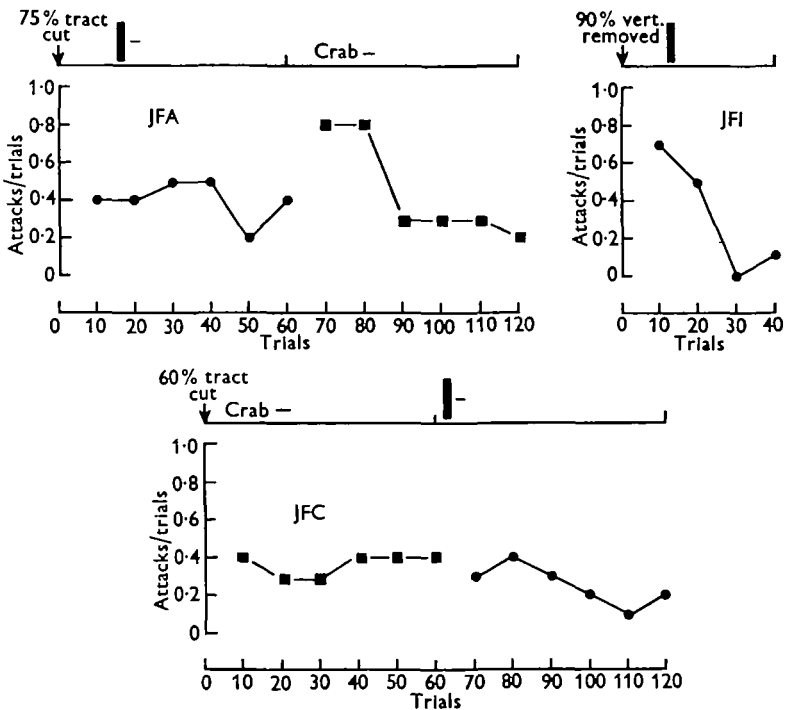 75% tract
cut
–
Crab –
1·0
0·8
0·6
0·4
0·2
0
Attacks/trials
JFA
0 10 20 30 40 50 60 70 80 90 100 110 120
Trials
90% vert.
removed
1·0
0·8
0·6
0·4
0·2
0
Attacks/trials
JFI
0 10 20 30 40
Trials
60% tract
cut
Crab –
–
1·0
0·8
0·6
0·4
0·2
0
Attacks/trials
JFC
0 10 20 30 40 50 60 70 80 90 100 110 120
Trials